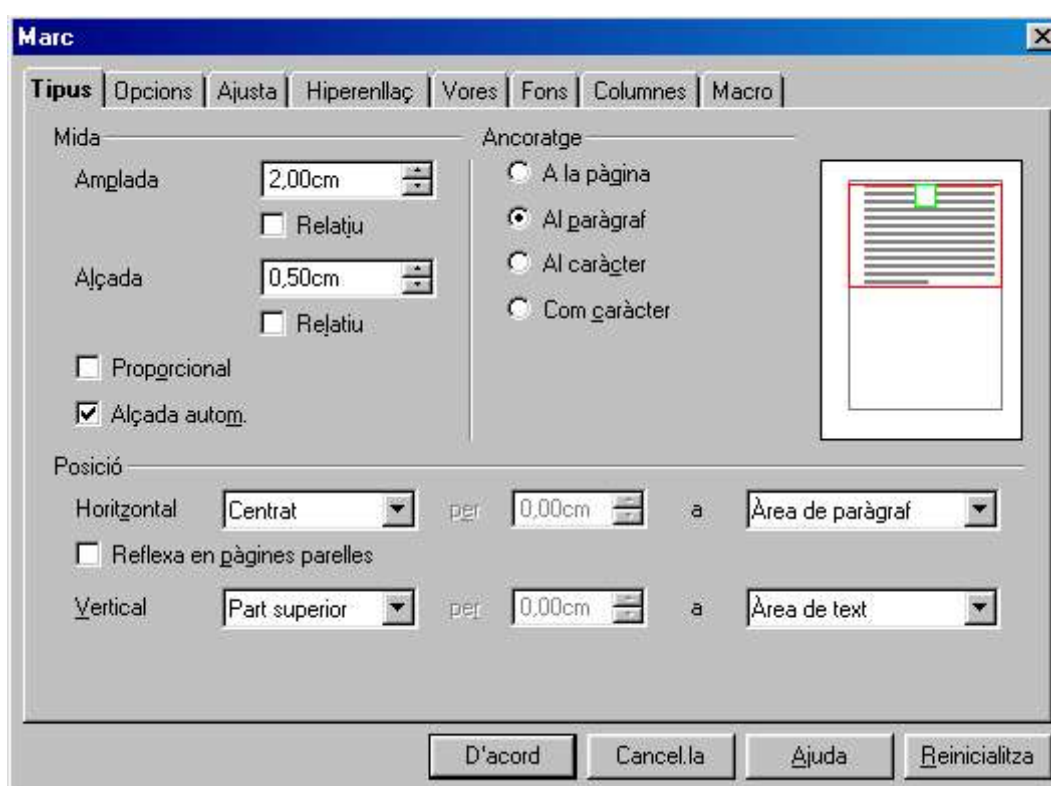 Marc
Tipus Opcions Ajusta Hiperenllaç Vores Fons Columnes Macro
Mida
Amplada 2,00cm
Relatiu
Alçada 0,50cm
Relatiu
Proporcional
Alçada autom.
Ancoratge
A la pàgina
Al paràgraf
Al caràcter
Com caràcter
Posició
Horitzontal Centrat per 0,00cm a Àrea de paràgraf
Reflexa en pàgines parelles
Vertical Part superior per 0,00cm a Àrea de text
D'acord Cancel.la Ajuda Reinicialitza